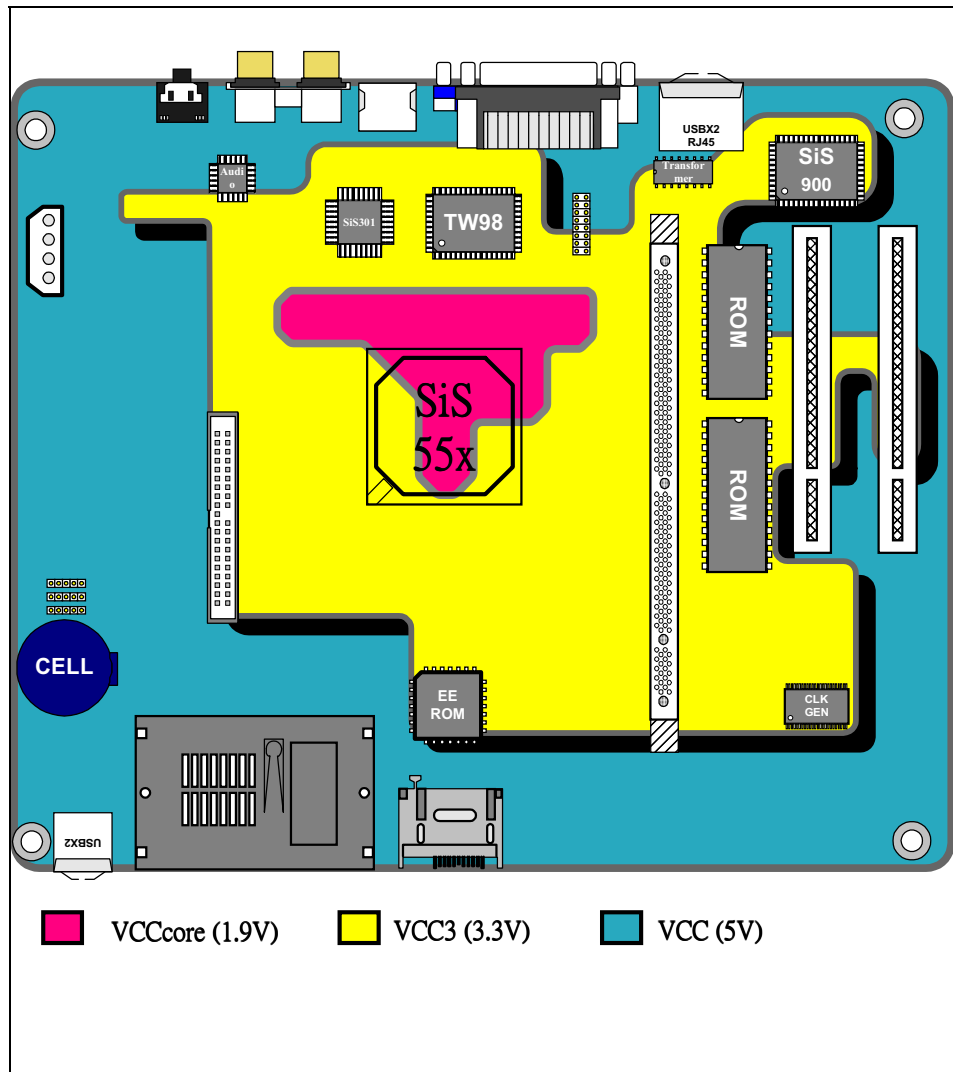 USBX2
RJ45
SiS
900
Transfor
mer
Audi
o
SiS301
TW98
ROM
SiS
55x
ROM
CELL
EE
ROM
CLK
GEN
USBX2
VCCcore (1.9V)
VCC3 (3.3V)
VCC (5V)